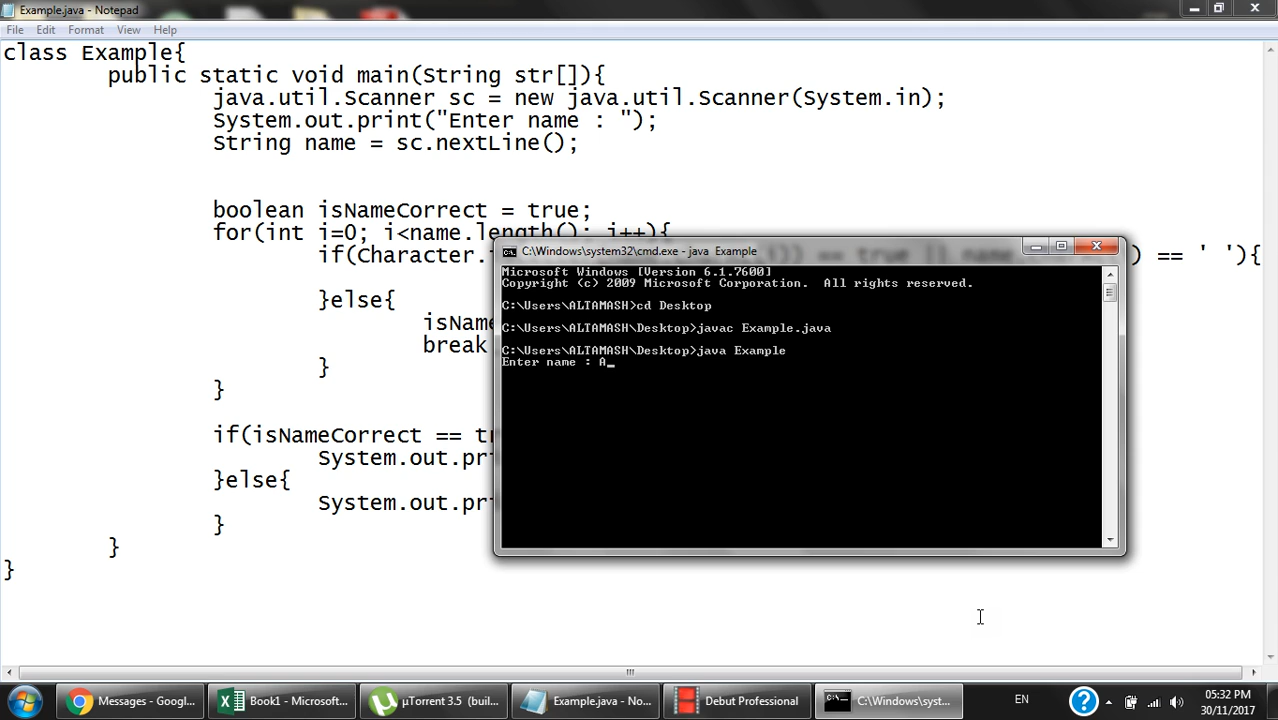 Example.java - Notepad
File Edit Format View Help
class Example{
public static void main(String str[]){
java.util.Scanner sc = new java.util.Scanner(System.in);
System.out.print("Enter name : ");
String name = sc.nextLine();
boolean isNameCorrect = true;
for(int i=0; i<name.length(); i++){
if(Character. ) == ' '){
}else{
isName
break
}
}
if(isNameCorrect == tr
System.out.pri
}else{
System.out.pri
}
}
}
C:\Windows\system32\cmd.exe - java Example
Microsoft Windows [Version 6.1.7600]
Copyright (c) 2009 Microsoft Corporation. All rights reserved.
C:\Users\ALTAMASH>cd Desktop
C:\Users\ALTAMASH\Desktop>javac Example.java
C:\Users\ALTAMASH\Desktop>java Example
Enter name : A_
Messages - Googl...
Book1 - Microsoft...
µTorrent 3.5 (buil...
Example.java - No...
Debut Professional
C:\Windows\syst...
EN
05:32 PM
30/11/2017